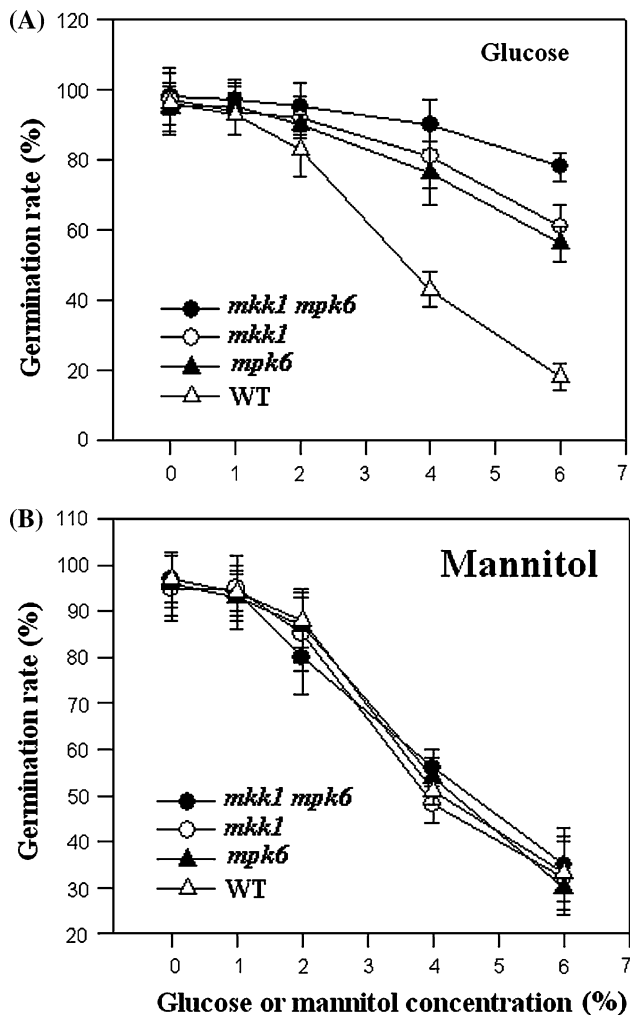 (A)
Glucose
Germination rate (%)
120
100
80
60
40
20
0
mkk1 mpk6
mkk1
mpk6
WT
0 1 2 3 4 5 6 7
(B)
Mannitol
Germination rate (%)
110
100
90
80
70
60
50
40
30
20
mkk1 mpk6
mkk1
mpk6
WT
0 1 2 3 4 5 6 7
Glucose or mannitol concentration (%)